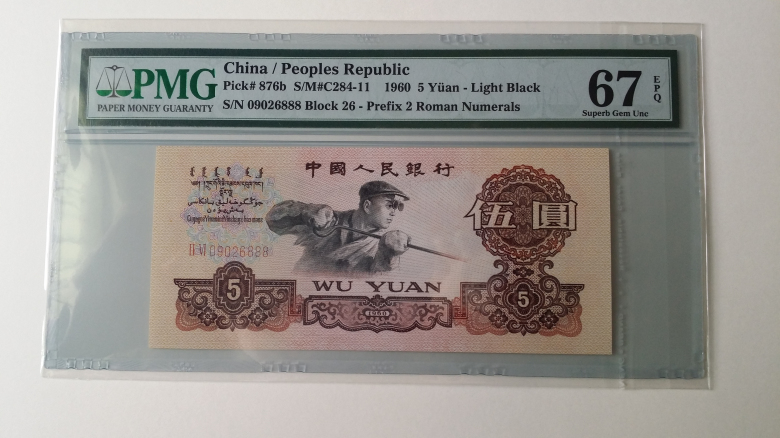 PMG
PAPER MONEY GUARANTY
China / Peoples Republic
Pick# 876b S/M#C284-11 1960 5 Yüan - Light Black
S/N 09026888 Block 26 - Prefix 2 Roman Numerals
67 EPQ
Superb Gem Unc
中國人民銀行
伍圓
II VI 09026888
WU YUAN
5
1960
5